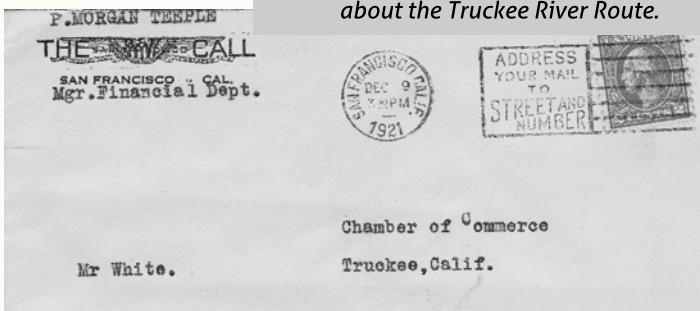 about the Truckee River Route.
P.MORGAN TEEPLE
THE CALL
SAN FRANCISCO CAL.
Mgr.Financial Dept.
SAN FRANCISCO CALIF.
DEC 9
PM
1921
ADDRESS
YOUR MAIL
TO
STREET AND
NUMBER
Chamber of Commerce
Truckee,Calif.
Mr White.